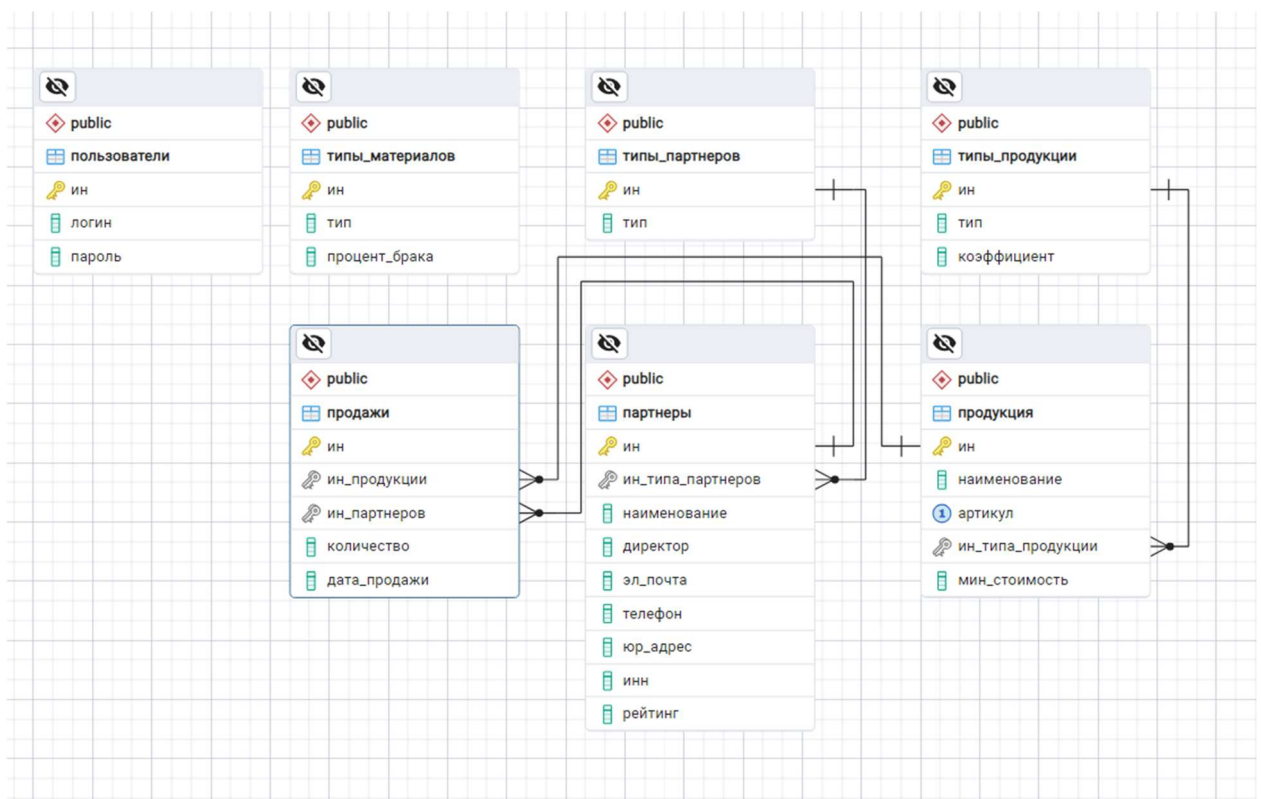 public
пользователи
ин
логин
пароль
public
типы_материалов
ин
тип
процент_брака
public
типы_партнеров
ин
тип
public
типы_продукции
ин
тип
коэффициент
public
продажи
ин
ин_продукции
ин_партнеров
количество
дата_продажи
public
партнеры
ин
ин_типа_партнеров
наименование
директор
эл_почта
телефон
юр_адрес
инн
рейтинг
public
продукция
ин
наименование
1 артикул
ин_типа_продукции
мин_стоимость